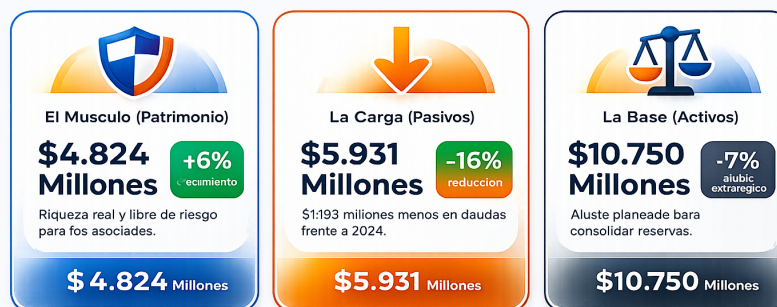 El Musculo (Patrimonio)
$4.824
Millones
+6%
Riqueza real y libre de riesgo
para fos asociades.
$ 4.824 Millones
La Carga (Pasivos)
$5.931
Millones
-16%
reduccion
$1:193 miliones menos en daudas
frente a 2024.
$5.931 Millones
La Base (Activos)
$10.750
Millones
-7%
aiubic
extraregico
Aluste planeade bara
consolidar reservas.
$10.750 Millones